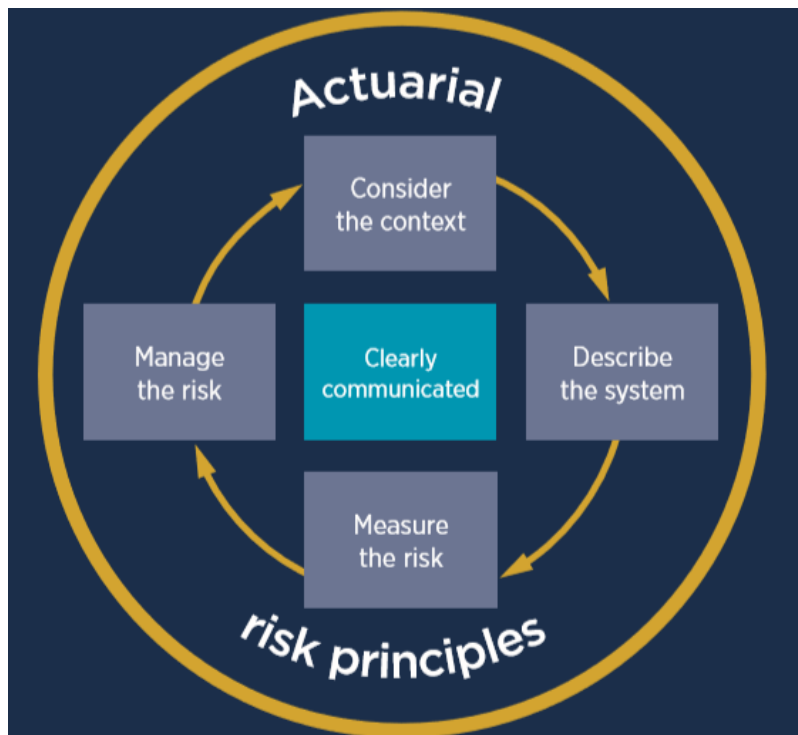 Actuarial
Consider
the context
Manage
the risk
Clearly
communicated
Describe
the system
Measure
the risk
risk principles